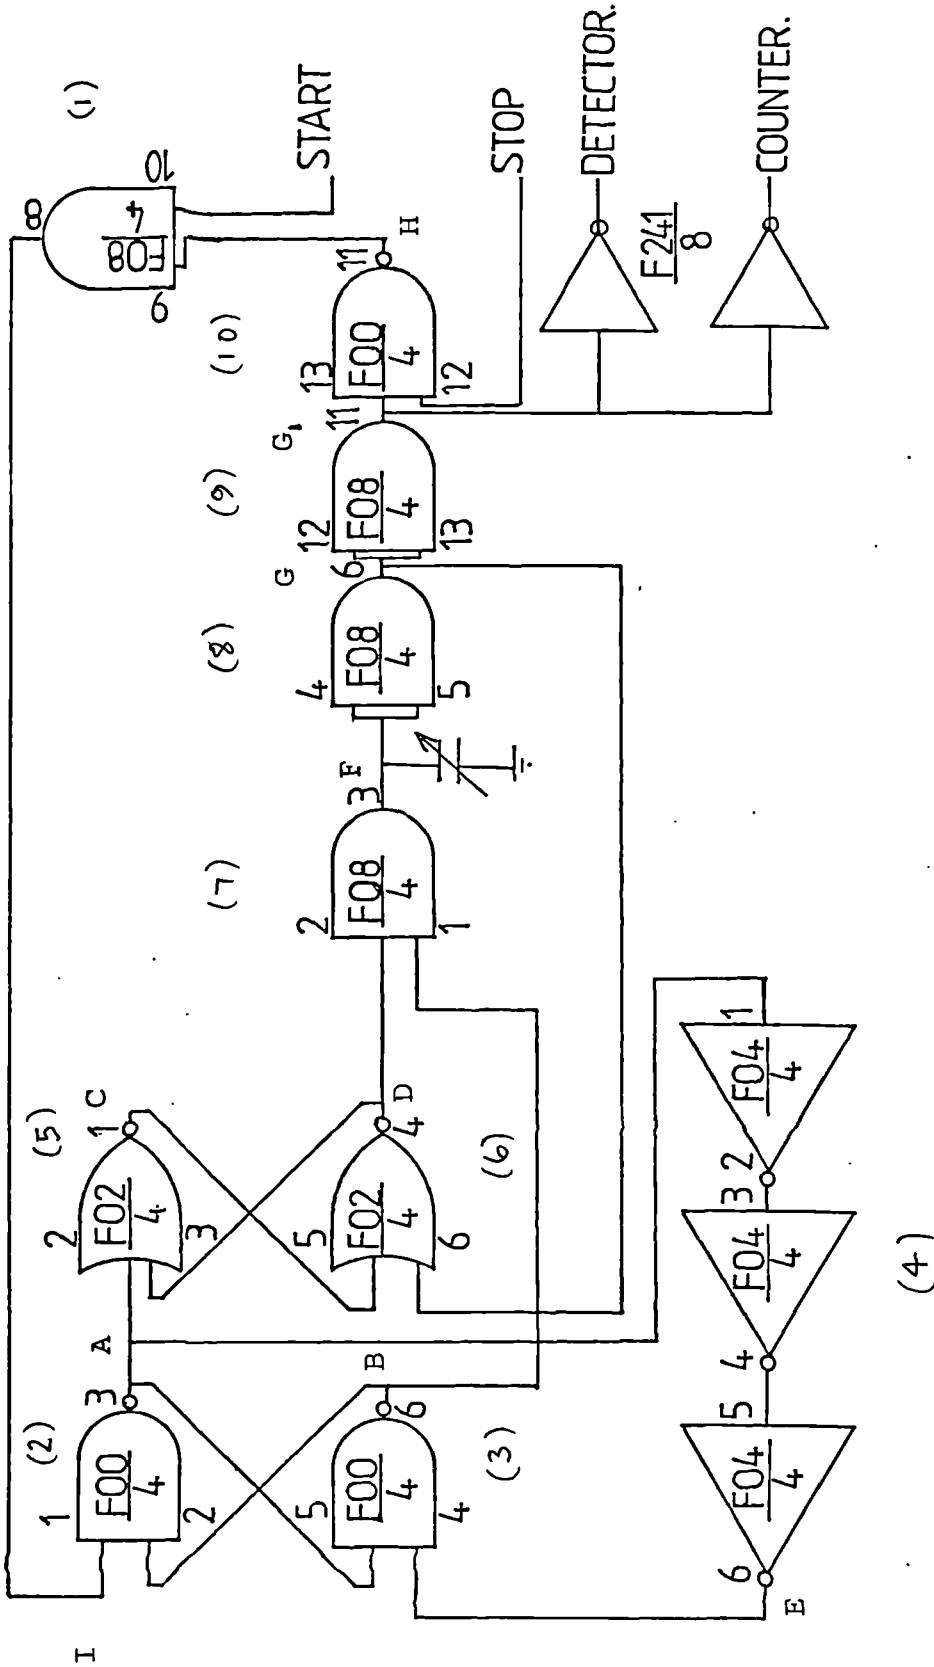 (1)
8
F08
4
9
10
START
I
(2)
1
2
F00
4
3
A
(5)
2
3
F02
4
1
C
(3)
5
4
F00
4
6
B
(6)
5
6
F02
4
4
D
(7)
2
1
F08
4
3
F
(8)
4
5
F08
4
6
G
(9)
12
13
F08
4
11
G1
(10)
13
12
F00
4
11
H
STOP
DETECTOR.
F241
8
COUNTER.
(4)
E
6
F04
4
5
4
F04
4
3
2
F04
4
1